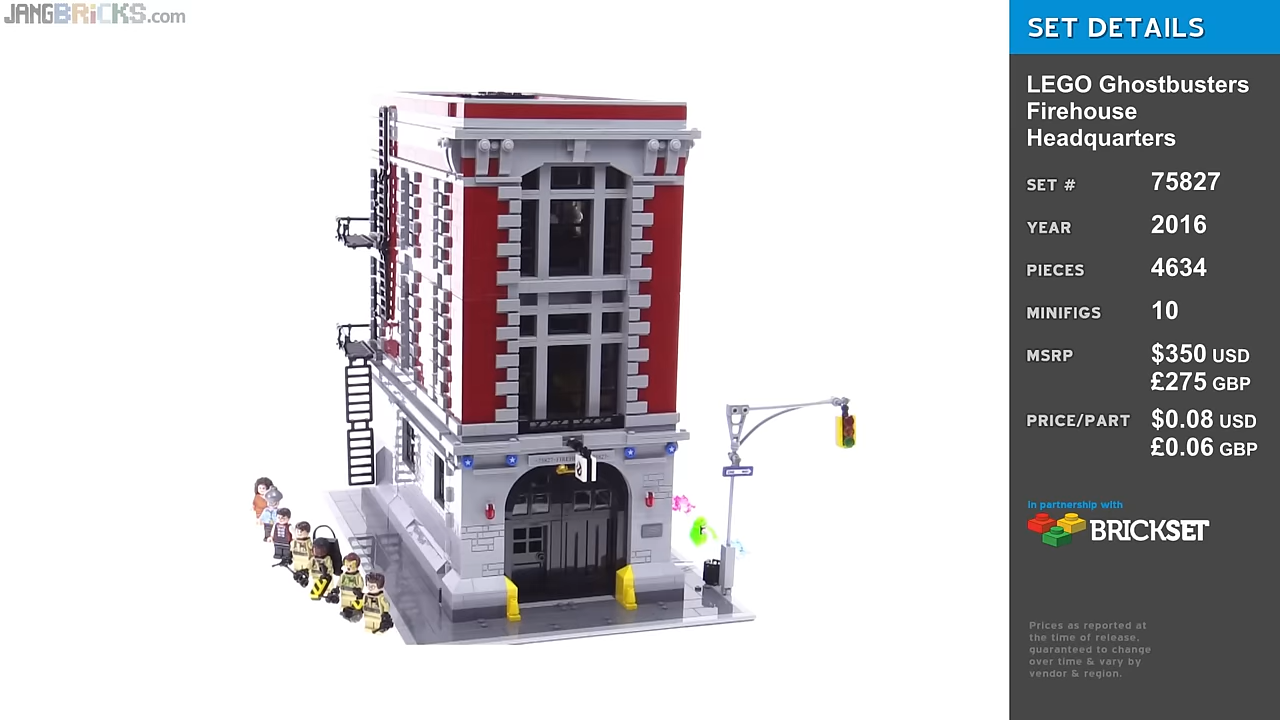 JANGBRiCKS.com
SET DETAILS
LEGO Ghostbusters
Firehouse
Headquarters
SET # 75827
YEAR 2016
PIECES 4634
MINIFIGS 10
MSRP $350 USD
£275 GBP
PRICE/PART $0.08 USD
£0.06 GBP
In partnership with
BRICKSET
Prices as reported at
the time of release,
guaranteed to change
over time & vary by
vendor & region.